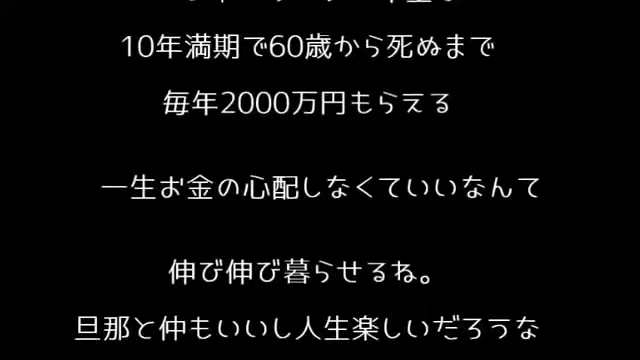 10年満期で60歳から死ぬまで
毎年2000万円もらえる
一生お金の心配しなくていいなんて
伸び伸び暮らせるね。
旦那と仲もいいし人生楽しいだろうな